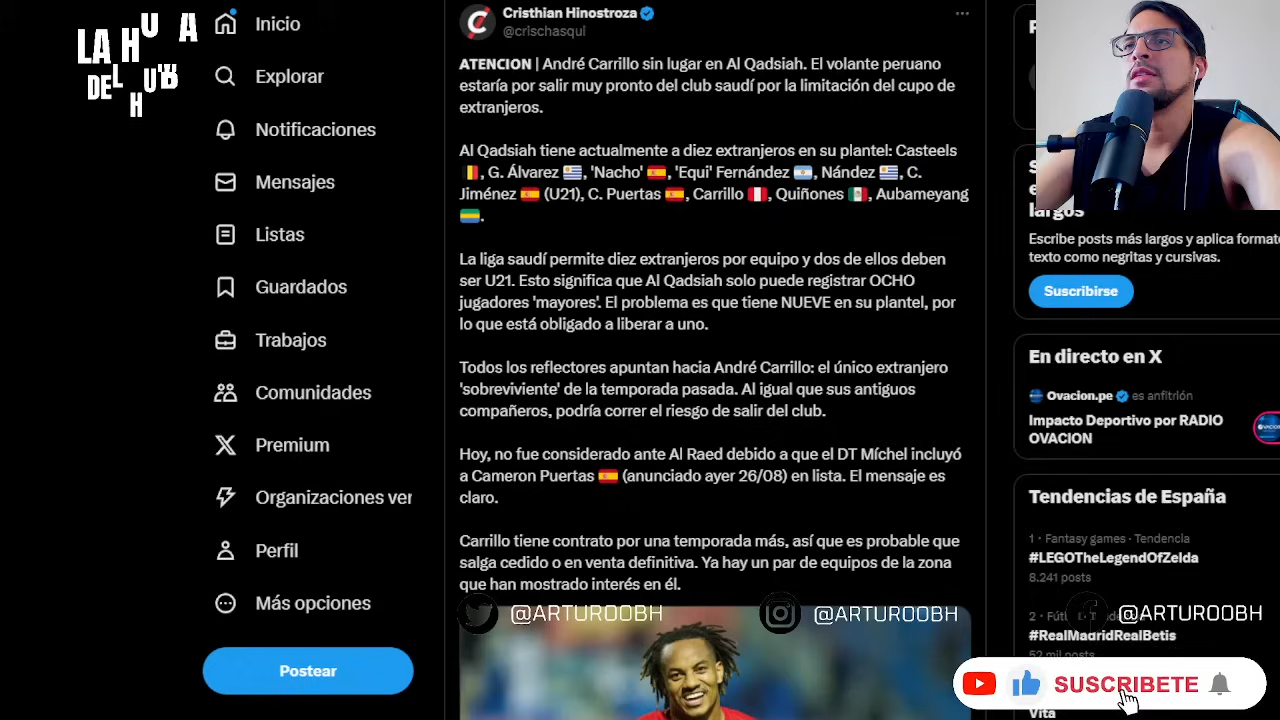 LA HU A
DEL HUB
Inicio
Explorar
Notificaciones
Mensajes
Listas
Guardados
Trabajos
Comunidades
Premium
Organizaciones ver
Perfil
Más opciones
Postear
Cristhian Hinostroza
@crischasqui
ATENCION | André Carrillo sin lugar en Al Qadsiah. El volante peruano
estaría por salir muy pronto del club saudí por la limitación del cupo de
extranjeros.
Al Qadsiah tiene actualmente a diez extranjeros en su plantel: Casteels
🇧🇪, G. Álvarez 🇺🇾, 'Nacho' 🇪🇸, 'Equi' Fernández 🇦🇷, Nández 🇺🇾, C.
Jiménez 🇪🇸 (U21), C. Puertas 🇪🇸, Carrillo 🇵🇪, Quiñones 🇲🇽, Aubameyang
🇬🇦.
La liga saudí permite diez extranjeros por equipo y dos de ellos deben
ser U21. Esto significa que Al Qadsiah solo puede registrar OCHO
jugadores 'mayores'. El problema es que tiene NUEVE en su plantel, por
lo que está obligado a liberar a uno.
Todos los reflectores apuntan hacia André Carrillo: el único extranjero
'sobreviviente' de la temporada pasada. Al igual que sus antiguos
compañeros, podría correr el riesgo de salir del club.
Hoy, no fue considerado ante Al Raed debido a que el DT Míchel incluyó
a Cameron Puertas 🇪🇸 (anunciado ayer 26/08) en lista. El mensaje es
claro.
Carrillo tiene contrato por una temporada más, así que es probable que
salga cedido o en venta definitiva. Ya hay un par de equipos de la zona
que han mostrado interés en él.
@ARTUROOBH
@ARTUROOBH
@ARTUROOBH
largos
Escribe posts más largos y aplica formato
texto como negritas y cursivas.
Suscribirse
En directo en X
Ovacion.pe es anfitrión
Impacto Deportivo por RADIO
OVACION
Tendencias de España
1 · Fantasy games · Tendencia
#LEGOTheLegendOfZelda
8.241 posts
#RealMadridRealBetis
52 mil posts
SUSCRIBETE
Vita